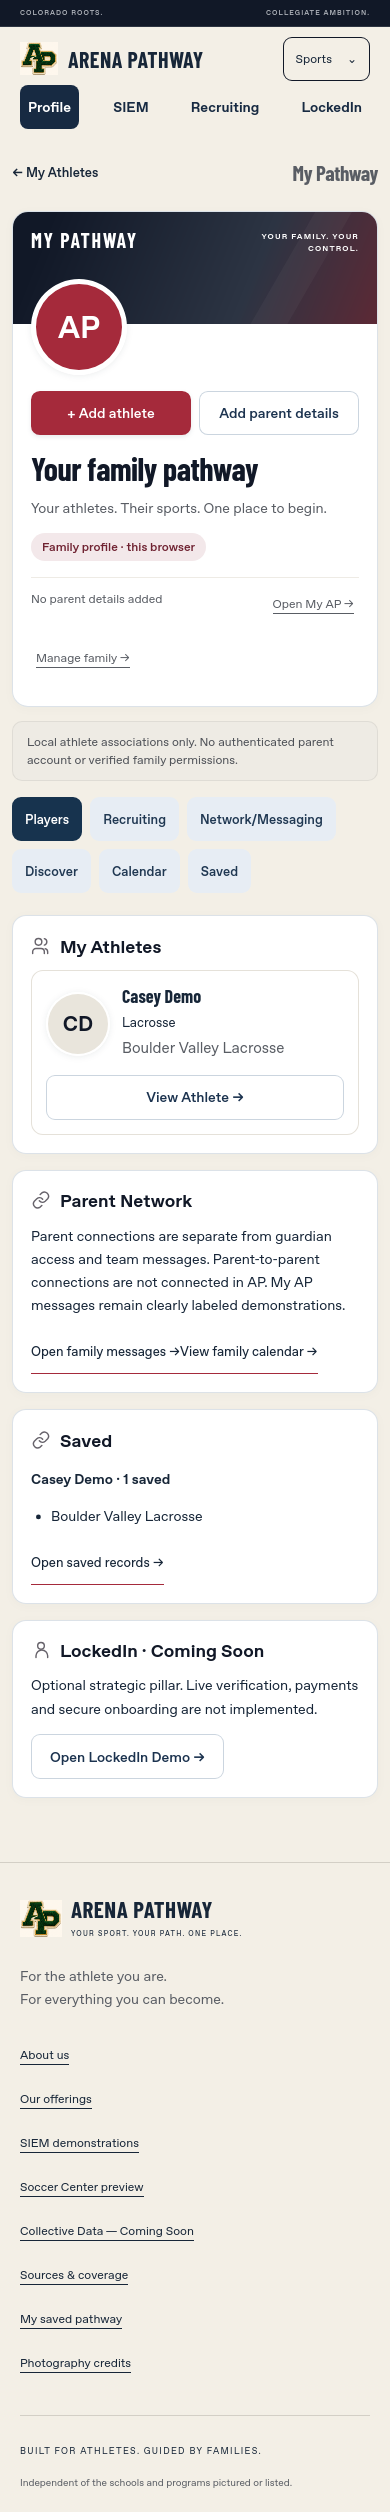 COLORADO ROOTS.
COLLEGIATE AMBITION.
AP ARENA PATHWAY
Sports
Profile
SIEM
Recruiting
LockedIn
← My Athletes
My Pathway
MY PATHWAY
YOUR FAMILY. YOUR
CONTROL.
AP
+ Add athlete
Add parent details
Your family pathway
Your athletes. Their sports. One place to begin.
Family profile · this browser
No parent details added
Open My AP →
Manage family →
Local athlete associations only. No authenticated parent
account or verified family permissions.
Players
Recruiting
Network/Messaging
Discover
Calendar
Saved
My Athletes
CD
Casey Demo
Lacrosse
Boulder Valley Lacrosse
View Athlete →
Parent Network
Parent connections are separate from guardian
access and team messages. Parent-to-parent
connections are not connected in AP. My AP
messages remain clearly labeled demonstrations.
Open family messages →View family calendar →
Saved
Casey Demo · 1 saved
• Boulder Valley Lacrosse
Open saved records →
LockedIn · Coming Soon
Optional strategic pillar. Live verification, payments
and secure onboarding are not implemented.
Open LockedIn Demo →
AP ARENA PATHWAY
YOUR SPORT. YOUR PATH. ONE PLACE.
For the athlete you are.
For everything you can become.
About us
Our offerings
SIEM demonstrations
Soccer Center preview
Collective Data — Coming Soon
Sources & coverage
My saved pathway
Photography credits
BUILT FOR ATHLETES. GUIDED BY FAMILIES.
Independent of the schools and programs pictured or listed.